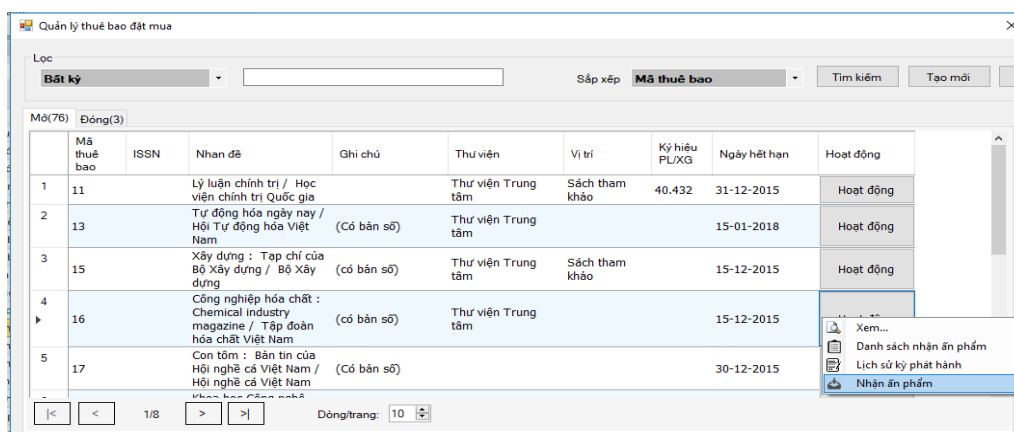 Quản lý thuê bao đặt mua
Lọc
Bất kỳ
Sắp xếp Mã thuê bao Tìm kiếm Tạo mới
Mở(76) Đóng(3)
Mã thuê bao ISSN Nhan đề Ghi chú Thư viện Vị trí Ký hiệu PL/XG Ngày hết hạn Hoạt động
1 11 Lý luận chính trị / Học viện chính trị Quốc gia Thư viện Trung tâm Sách tham khảo 40.432 31-12-2015 Hoạt động
2 13 Tự động hóa ngày nay / Hội Tự động hóa Việt Nam (Có bản số) Thư viện Trung tâm 15-01-2018 Hoạt động
3 15 Xây dựng : Tạp chí của Bộ Xây dựng / Bộ Xây dựng (có bản số) Thư viện Trung tâm Sách tham khảo 15-12-2015 Hoạt động
4 16 Công nghiệp hóa chất : Chemical industry magazine / Tập đoàn hóa chất Việt Nam (có bản số) Thư viện Trung tâm 15-12-2015
Xem...
Danh sách nhận ấn phẩm
Lịch sử kỳ phát hành
Nhận ấn phẩm
5 17 Con tôm : Bản tin của Hội nghề cá Việt Nam / Hội nghề cá Việt Nam (Có bản số) 30-12-2015
|< < 1/8 > >| Dòng/trang: 10